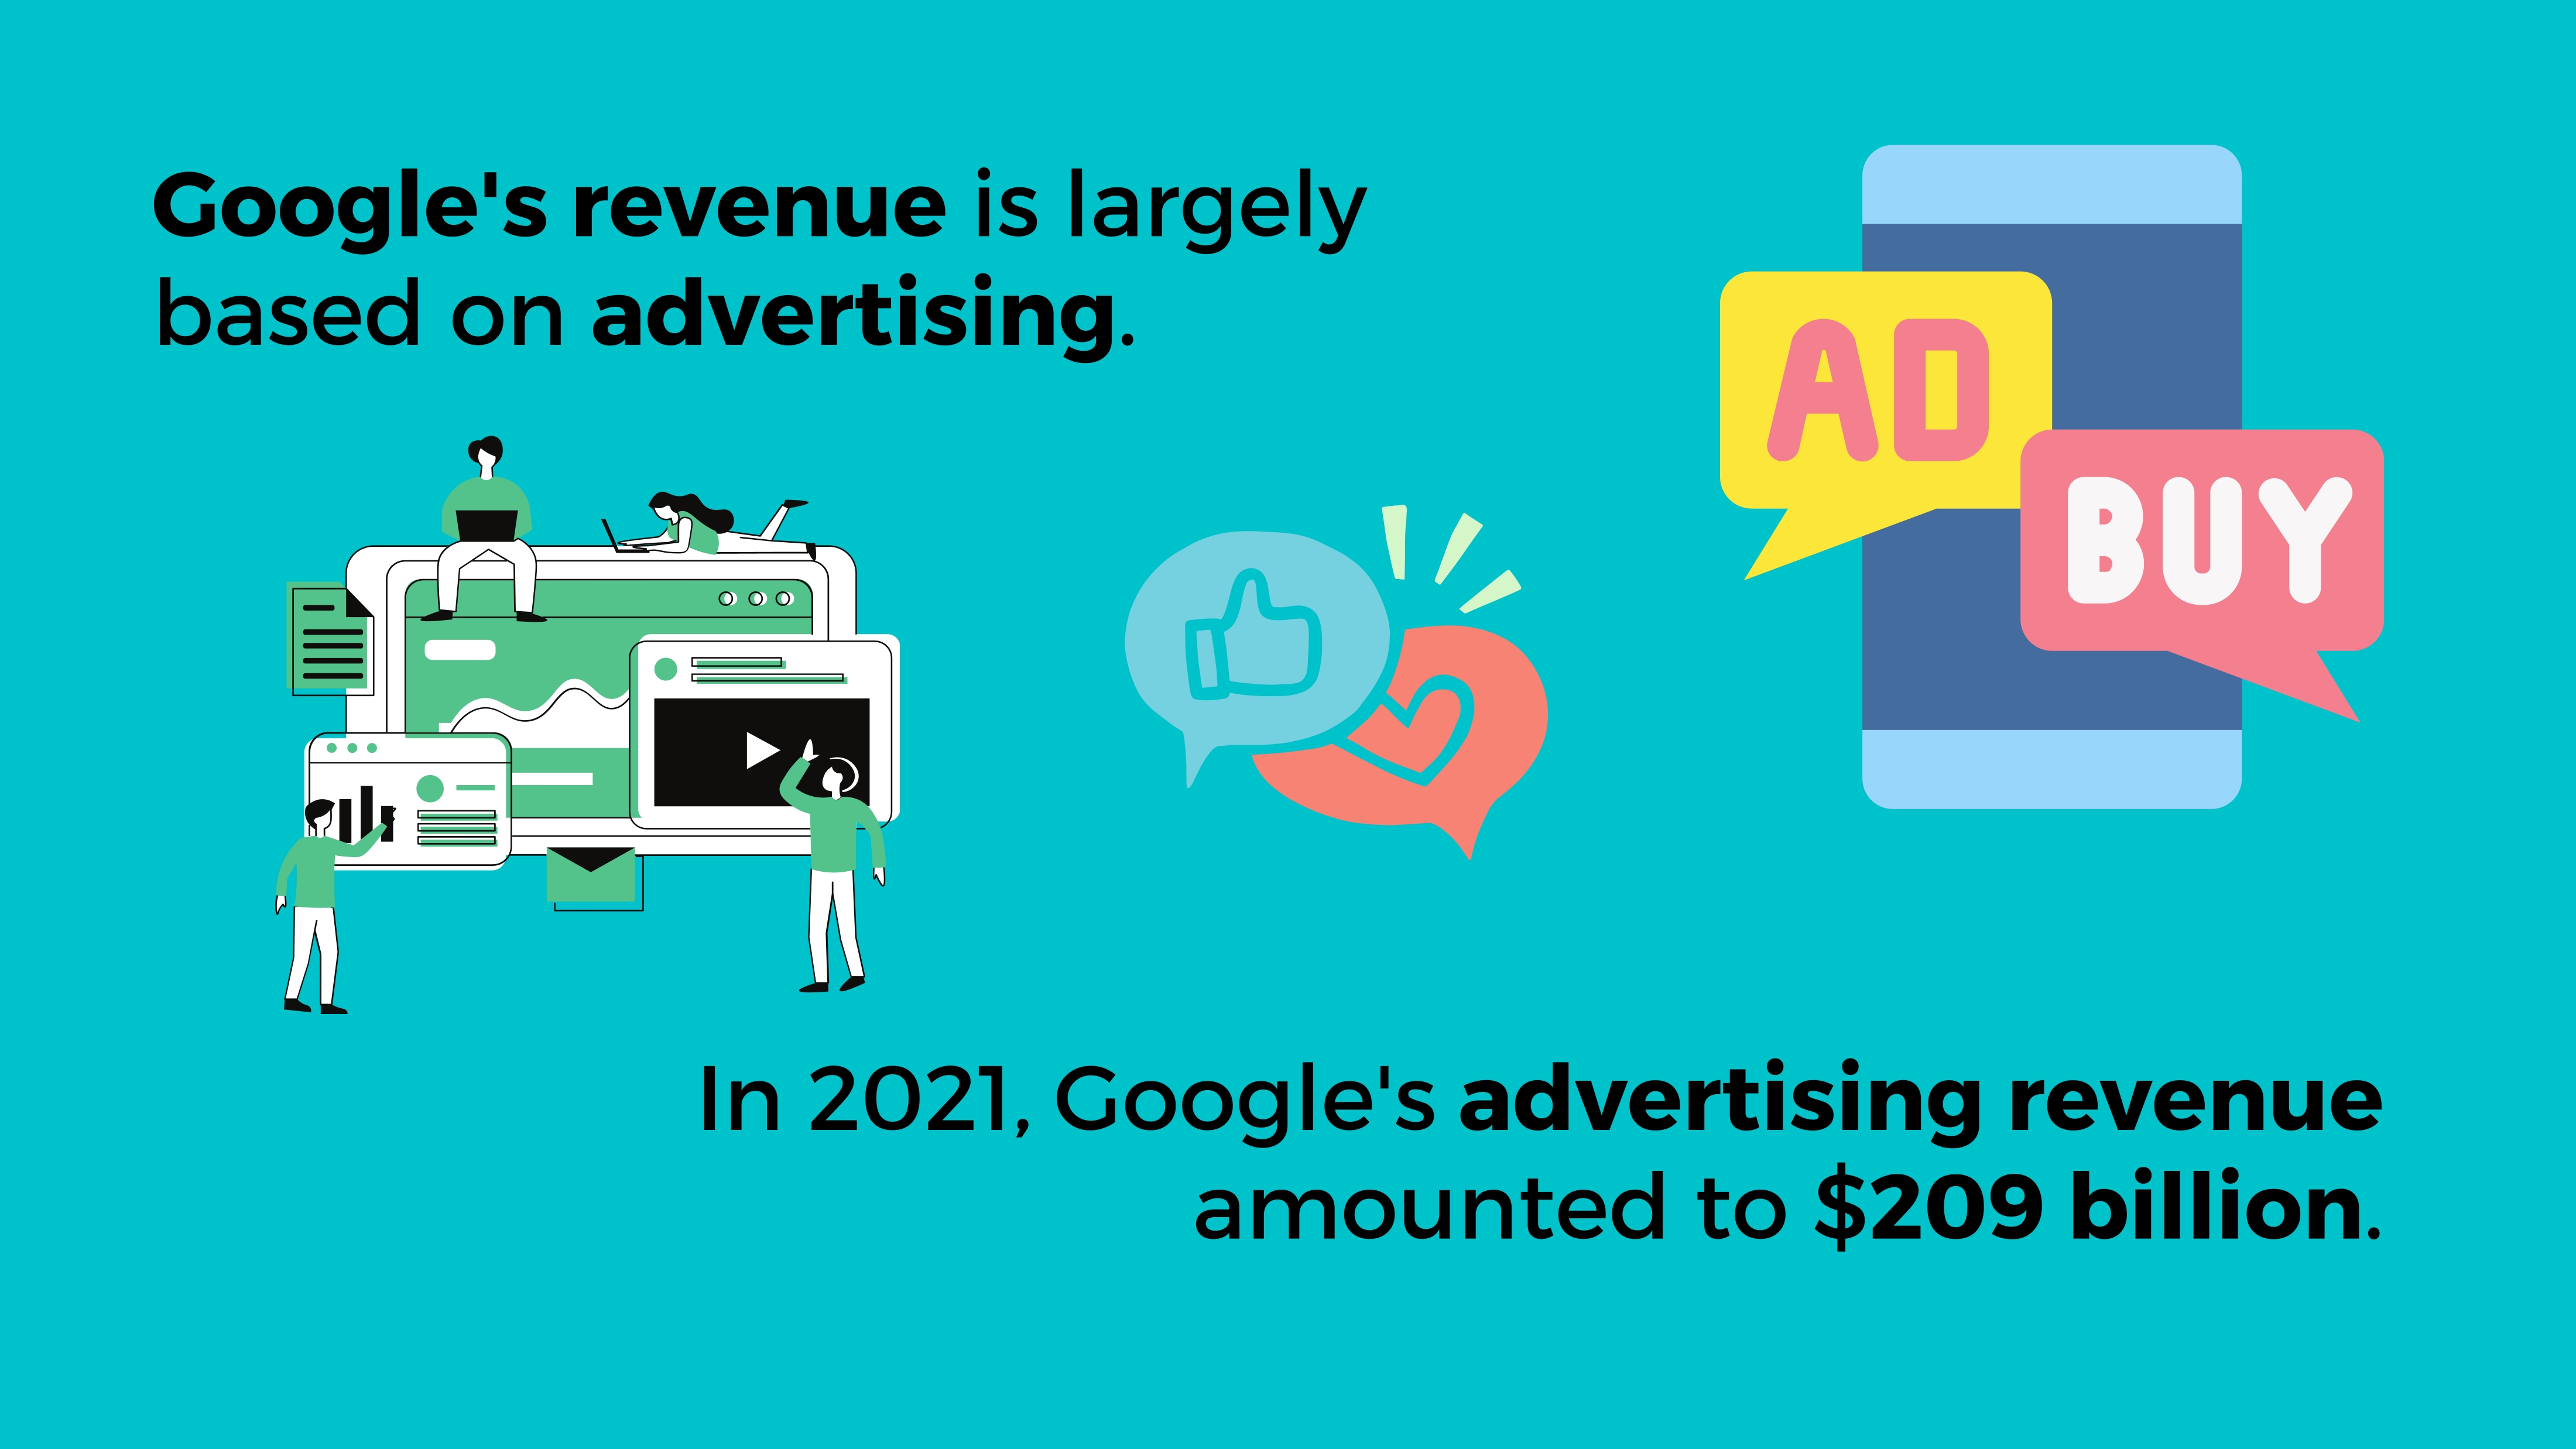 Google's revenue is largely
based on advertising.
AD
BUY
In 2021, Google's advertising revenue
amounted to $209 billion.